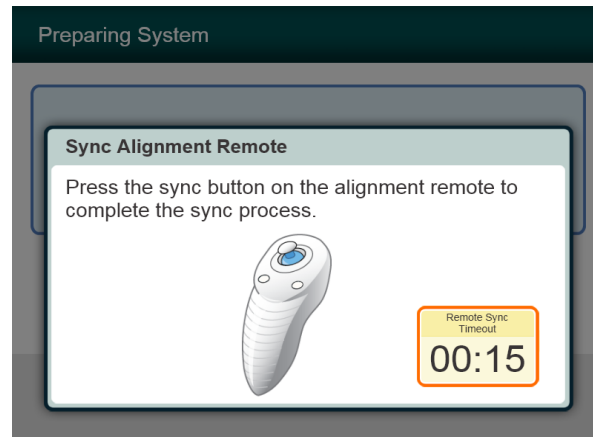 Preparing System
Sync Alignment Remote
Press the sync button on the alignment remote to
complete the sync process.
Remote Sync
Timeout
00:15